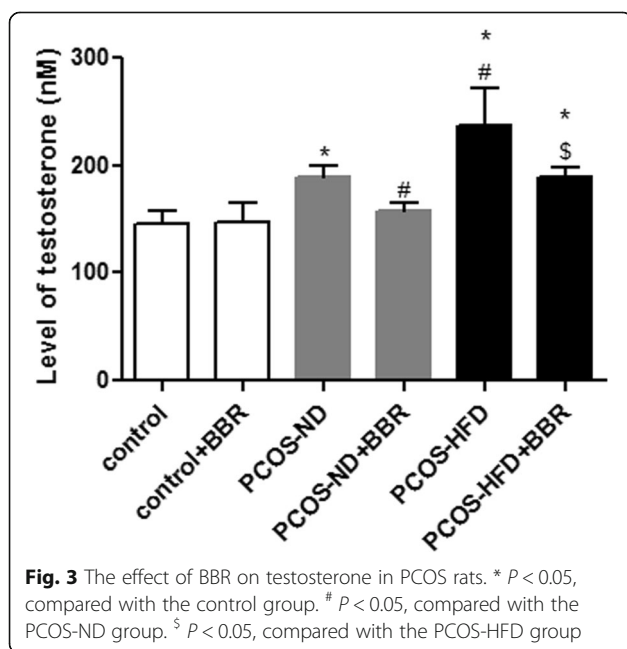 300
200
100
0
Level of testosterone (nM)
*
#
*
#
*
$
control
control+BBR
PCOS-ND
PCOS-ND+BBR
PCOS-HFD
PCOS-HFD+BBR
Fig. 3 The effect of BBR on testosterone in PCOS rats. * P < 0.05,
compared with the control group. # P < 0.05, compared with the
PCOS-ND group. $ P < 0.05, compared with the PCOS-HFD group